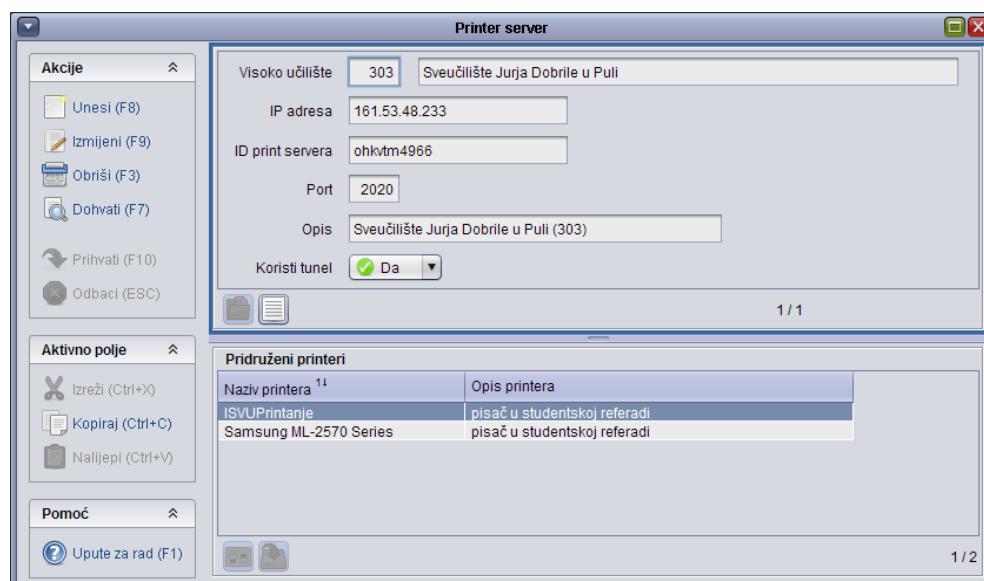 Printer server
Akcije
Unesi (F8)
Izmijeni (F9)
Obriši (F3)
Dohvati (F7)
Prihvati (F10)
Odbaci (ESC)
Aktivno polje
Izreži (Ctrl+X)
Kopiraj (Ctrl+C)
Nalijepi (Ctrl+V)
Pomoć
Upute za rad (F1)
Visoko učilište 303 Sveučilište Jurja Dobrile u Puli
IP adresa 161.53.48.233
ID print servera ohkvtm4966
Port 2020
Opis Sveučilište Jurja Dobrile u Puli (303)
Koristi tunel Da
1 / 1
Pridruženi printeri
Naziv printera 1 Opis printera
ISVUPrintanje pisač u studentskoj referadi
Samsung ML-2570 Series pisač u studentskoj referadi
1 / 2